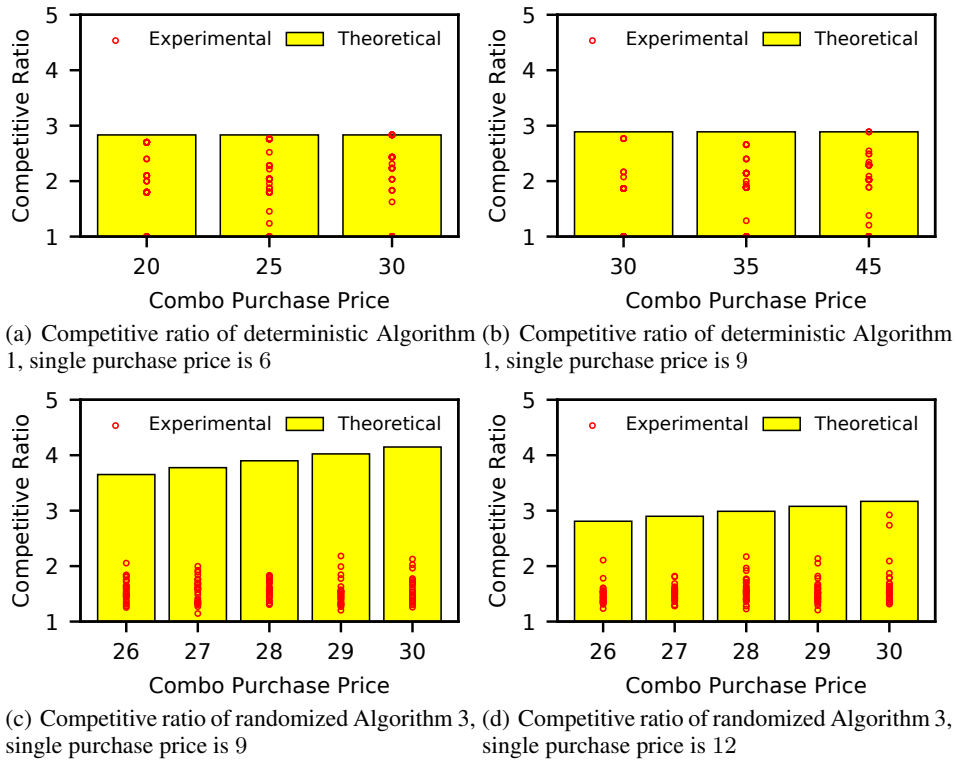 Competitive Ratio
5
4
3
2
1
Experimental Theoretical
20 25 30
Combo Purchase Price
(a) Competitive ratio of deterministic Algorithm
1, single purchase price is 6
Competitive Ratio
5
4
3
2
1
Experimental Theoretical
30 35 45
Combo Purchase Price
(b) Competitive ratio of deterministic Algorithm
1, single purchase price is 9
Competitive Ratio
5
4
3
2
1
Experimental Theoretical
26 27 28 29 30
Combo Purchase Price
(c) Competitive ratio of randomized Algorithm 3,
single purchase price is 9
Competitive Ratio
5
4
3
2
1
Experimental Theoretical
26 27 28 29 30
Combo Purchase Price
(d) Competitive ratio of randomized Algorithm 3,
single purchase price is 12